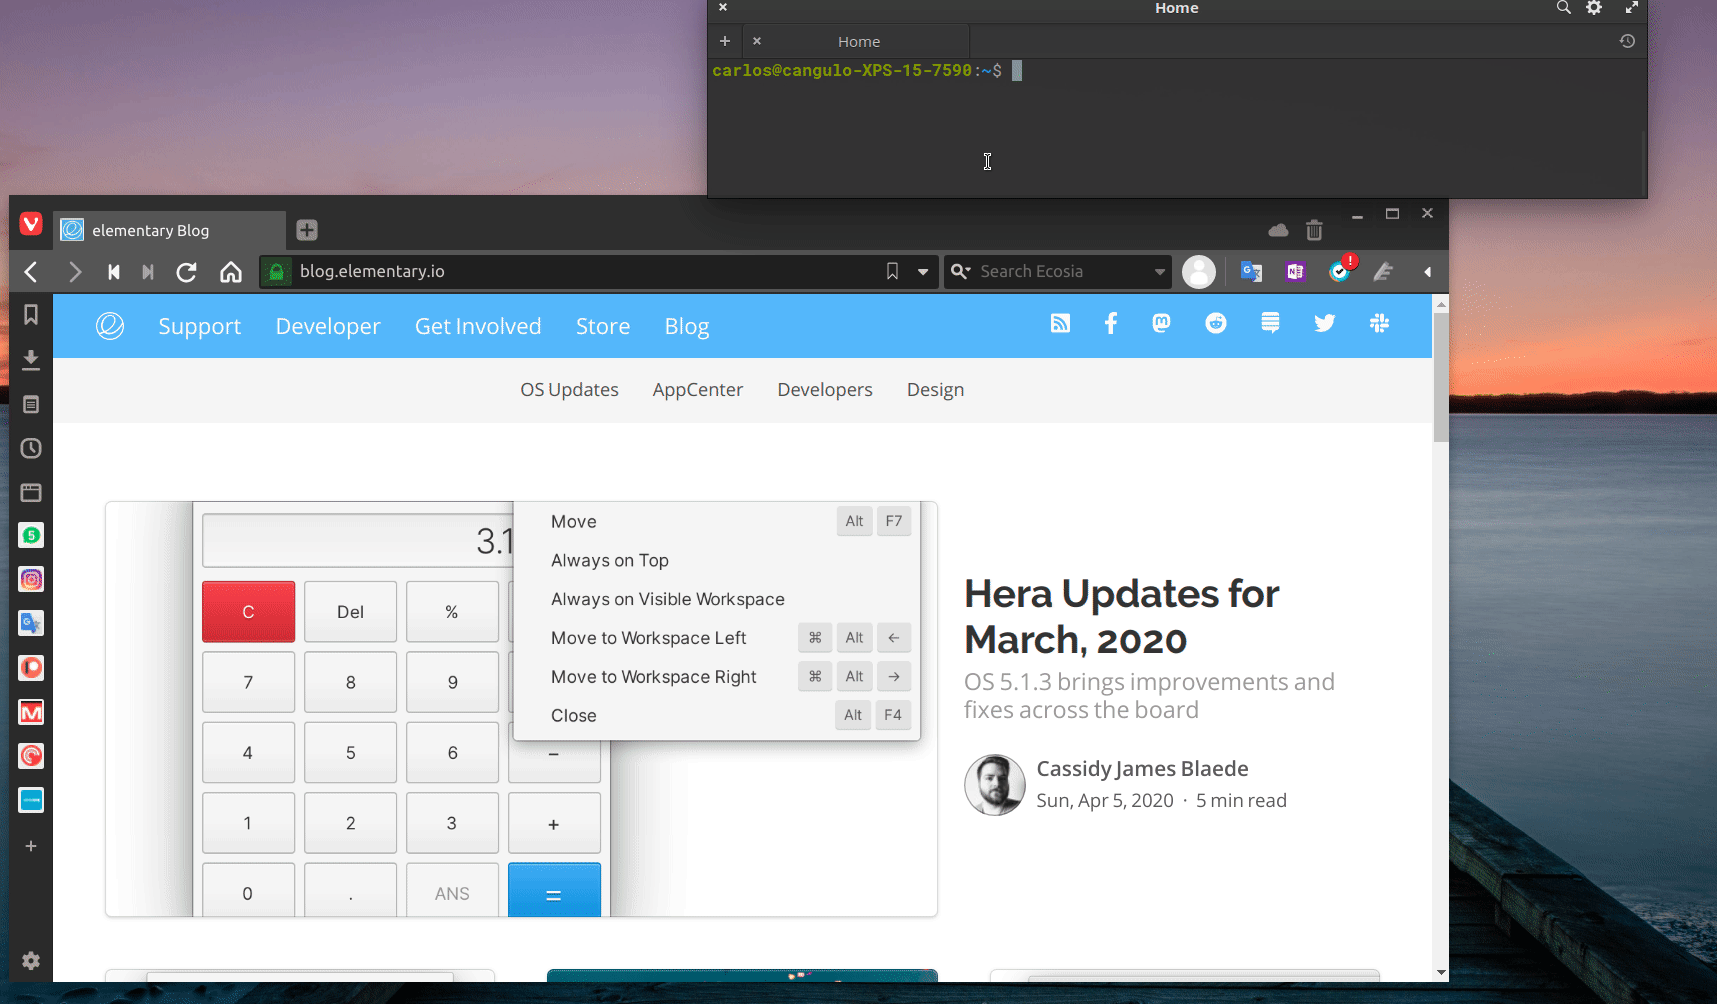 Home
Home
carlos@cangulo-XPS-15-7590:~$
elementary Blog
blog.elementary.io
Search Ecosia
Support Developer Get Involved Store Blog
OS Updates AppCenter Developers Design
3.1
C Del %
7 8 9
4 5 6 −
1 2 3 +
0 . ANS =
Move Alt F7
Always on Top
Always on Visible Workspace
Move to Workspace Left ⌘ Alt ←
Move to Workspace Right ⌘ Alt →
Close Alt F4
Hera Updates for
March, 2020
OS 5.1.3 brings improvements and
fixes across the board
Cassidy James Blaede
Sun, Apr 5, 2020 · 5 min read
5